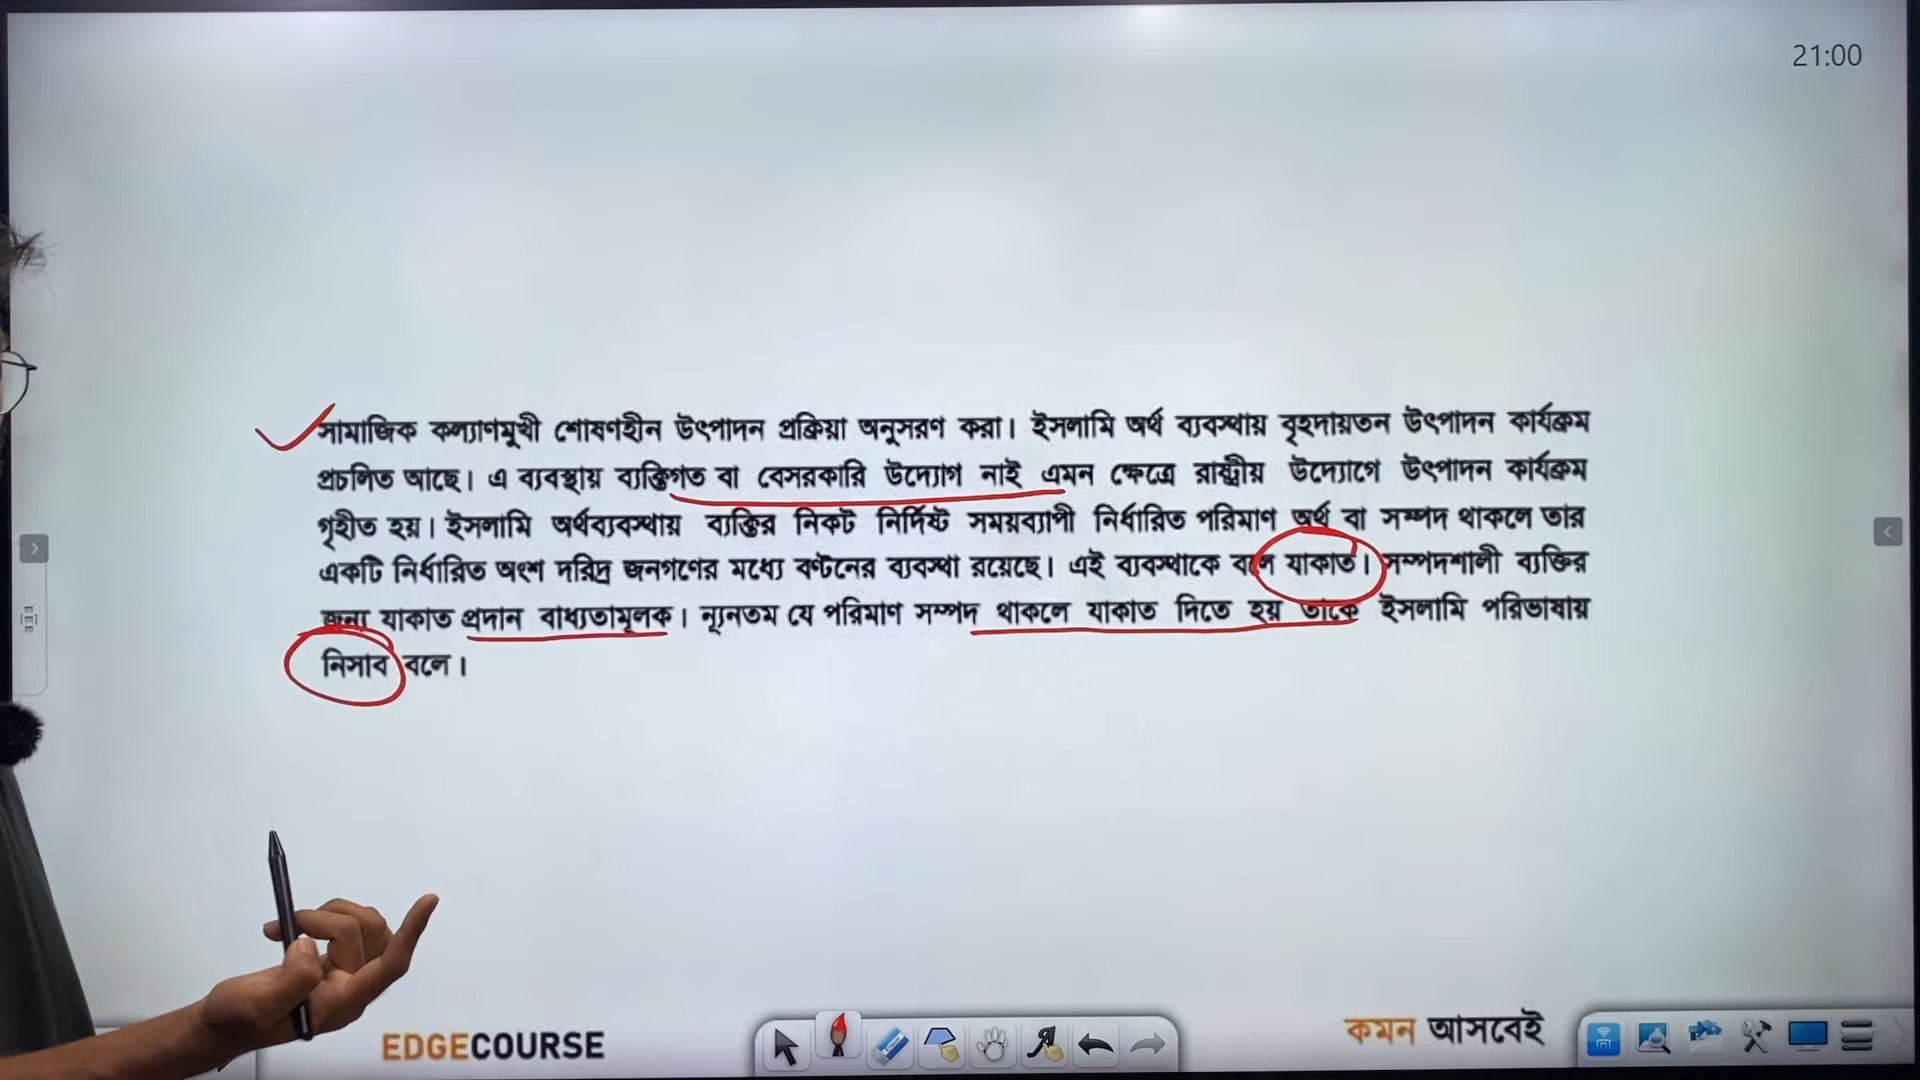 21:00
সামাজিক কল্যাণমুখী শোষণহীন উৎপাদন প্রক্রিয়া অনুসরণ করা। ইসলামি অর্থ ব্যবস্থায় বৃহদায়তন উৎপাদন কার্যক্রম
প্রচলিত আছে। এ ব্যবস্থায় ব্যক্তিগত বা বেসরকারি উদ্যোগ নাই এমন ক্ষেত্রে রাষ্ট্রীয় উদ্যোগে উৎপাদন কার্যক্রম
গৃহীত হয়। ইসলামি অর্থব্যবস্থায় ব্যক্তির নিকট নির্দিষ্ট সময়ব্যাপী নির্ধারিত পরিমাণ অর্থ বা সম্পদ থাকলে তার
একটি নির্ধারিত অংশ দরিদ্র জনগণের মধ্যে বণ্টনের ব্যবস্থা রয়েছে। এই ব্যবস্থাকে বলে যাকাত। সম্পদশালী ব্যক্তির
জন্য যাকাত প্রদান বাধ্যতামূলক। ন্যূনতম যে পরিমাণ সম্পদ থাকলে যাকাত দিতে হয় তাকে ইসলামি পরিভাষায়
নিসাব বলে।
EDGECOURSE
কমন আসবেই